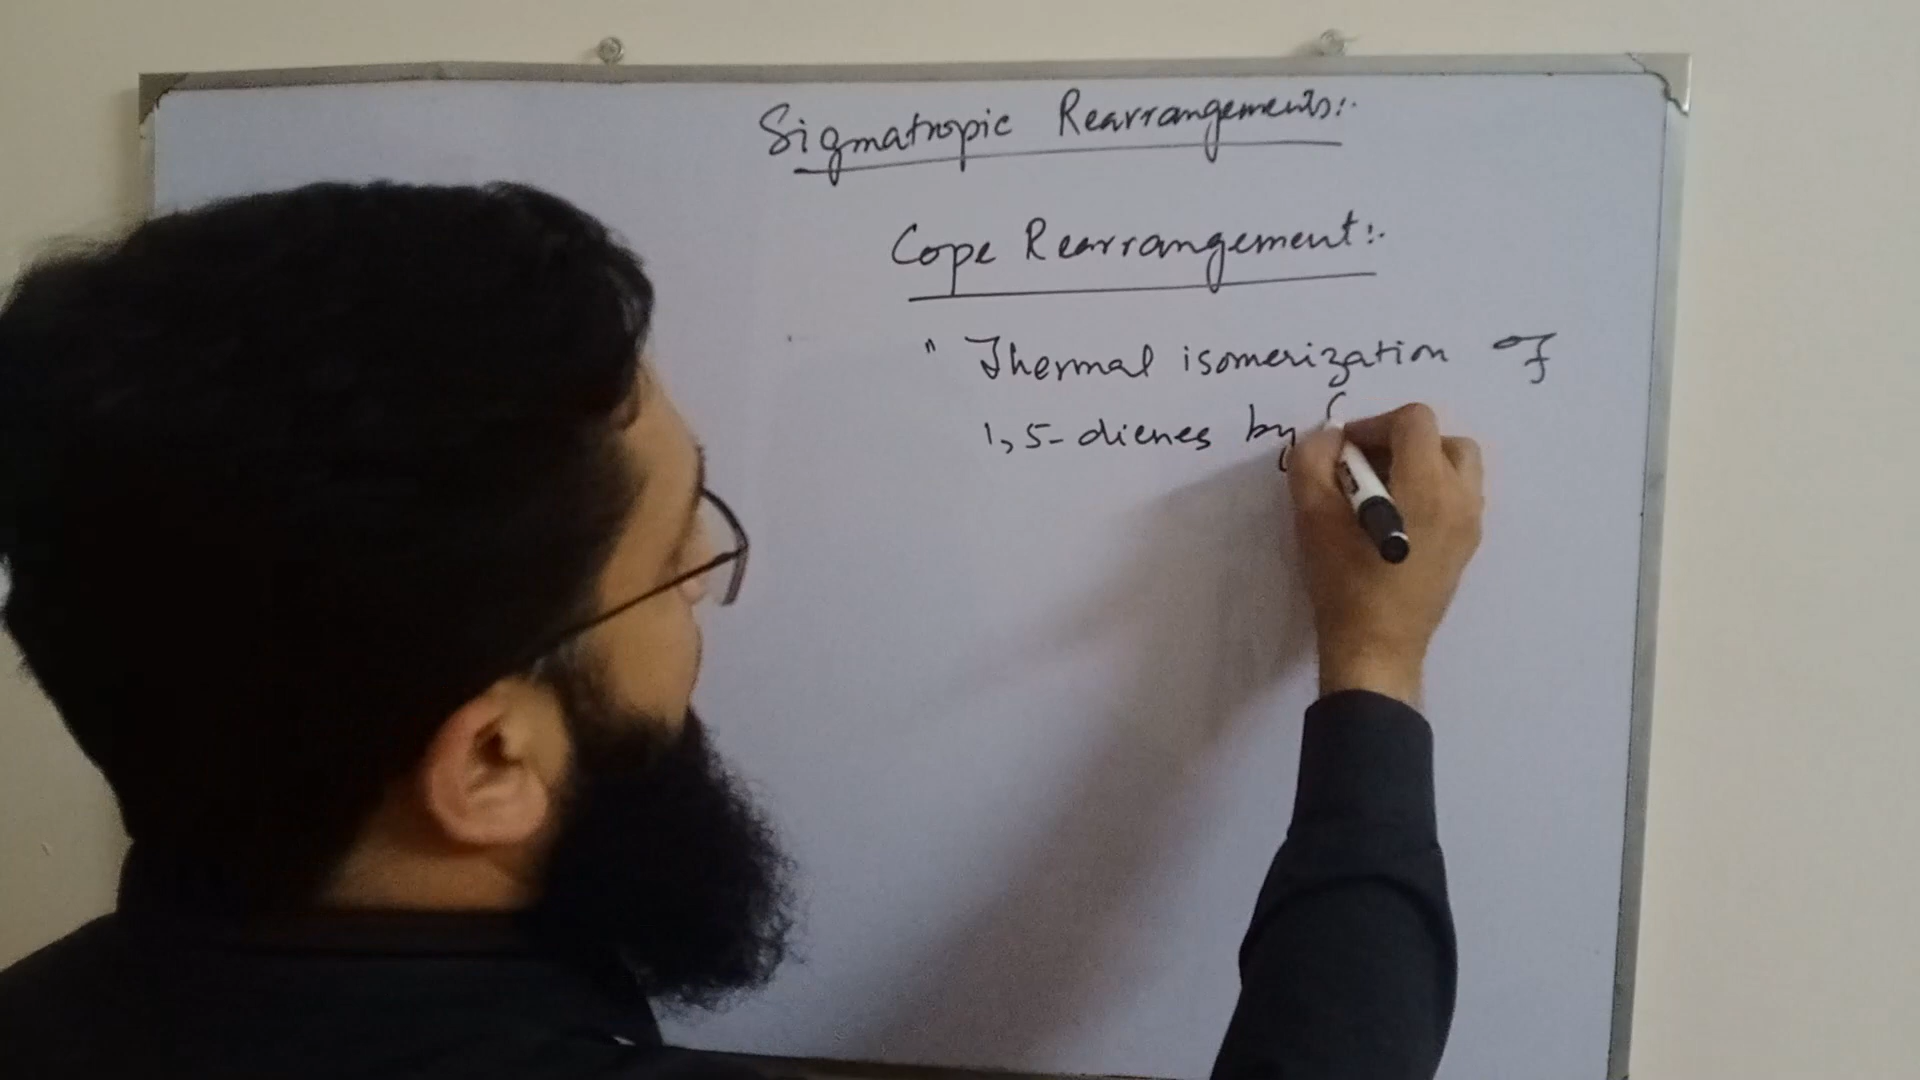 Sigmatropic Rearrangements:.
Cope Rearrangement:.
" Thermal isomerization of
1,5-dienes by (